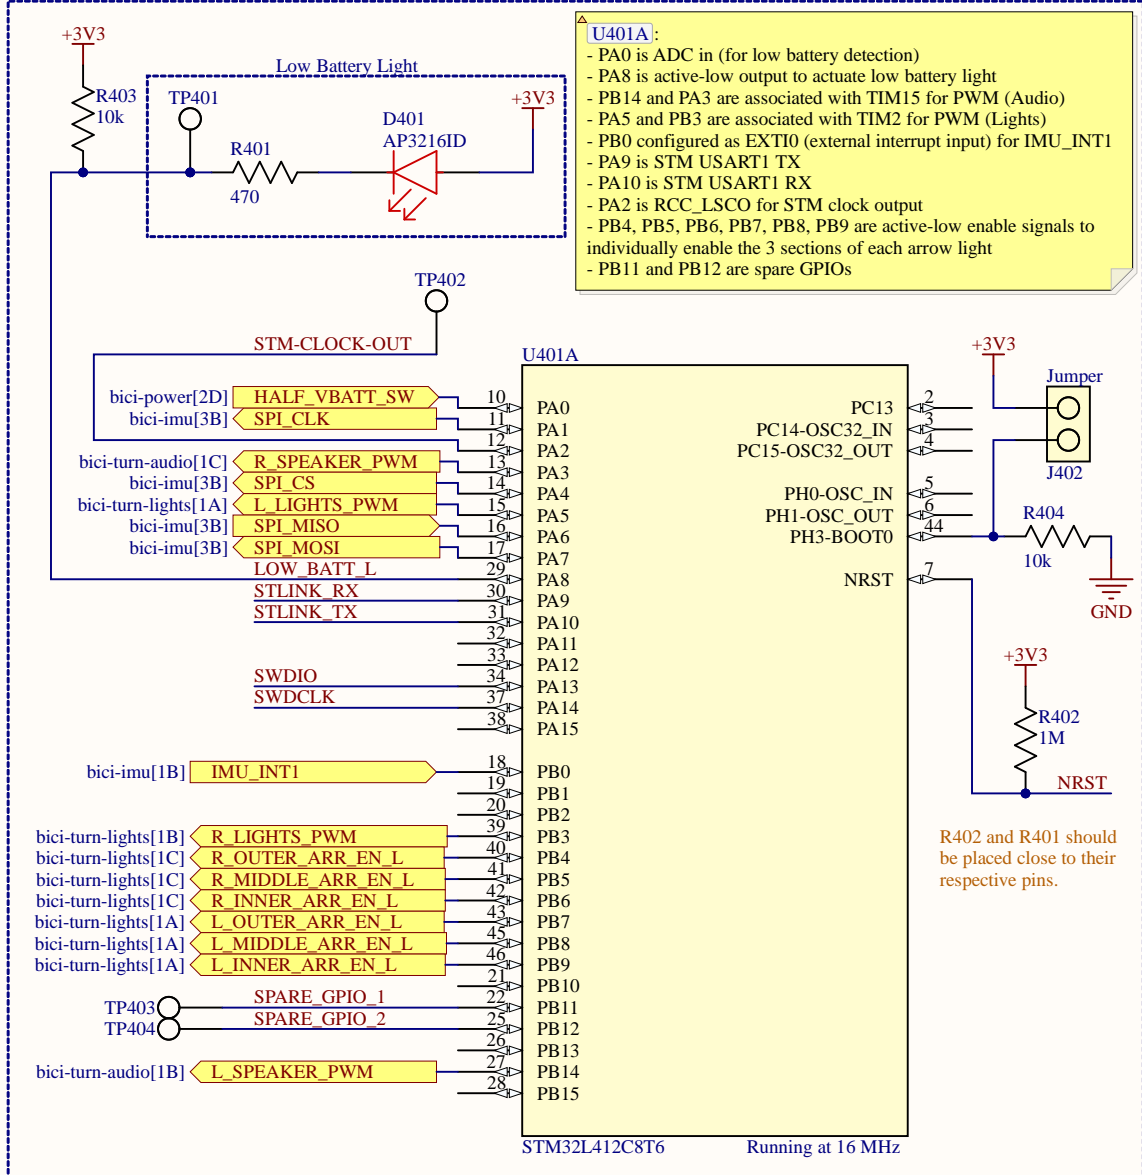 +3V3
R403
10k
Low Battery Light
TP401
R401
470
D401
AP3216ID
+3V3
U401A :
- PA0 is ADC in (for low battery detection)
- PA8 is active-low output to actuate low battery light
- PB14 and PA3 are associated with TIM15 for PWM (Audio)
- PA5 and PB3 are associated with TIM2 for PWM (Lights)
- PB0 configured as EXTI0 (external interrupt input) for IMU_INT1
- PA9 is STM USART1 TX
- PA10 is STM USART1 RX
- PA2 is RCC_LSCO for STM clock output
- PB4, PB5, PB6, PB7, PB8, PB9 are active-low enable signals to
individually enable the 3 sections of each arrow light
- PB11 and PB12 are spare GPIOs
TP402
STM-CLOCK-OUT
U401A
bici-power[2D] HALF_VBATT_SW 10 PA0
bici-imu[3B] SPI_CLK 11 PA1
12 PA2
bici-turn-audio[1C] R_SPEAKER_PWM 13 PA3
bici-imu[3B] SPI_CS 14 PA4
bici-turn-lights[1A] L_LIGHTS_PWM 15 PA5
bici-imu[3B] SPI_MISO 16 PA6
bici-imu[3B] SPI_MOSI 17 PA7
LOW_BATT_L 29 PA8
STLINK_RX 30 PA9
STLINK_TX 31 PA10
32 PA11
33 PA12
SWDIO 34 PA13
SWDCLK 37 PA14
38 PA15
bici-imu[1B] IMU_INT1 18 PB0
19 PB1
20 PB2
bici-turn-lights[1B] R_LIGHTS_PWM 39 PB3
bici-turn-lights[1C] R_OUTER_ARR_EN_L 40 PB4
bici-turn-lights[1C] R_MIDDLE_ARR_EN_L 41 PB5
bici-turn-lights[1C] R_INNER_ARR_EN_L 42 PB6
bici-turn-lights[1A] L_OUTER_ARR_EN_L 43 PB7
bici-turn-lights[1A] L_MIDDLE_ARR_EN_L 45 PB8
bici-turn-lights[1A] L_INNER_ARR_EN_L 46 PB9
21 PB10
TP403 SPARE_GPIO_1 22 PB11
TP404 SPARE_GPIO_2 25 PB12
26 PB13
bici-turn-audio[1B] L_SPEAKER_PWM 27 PB14
28 PB15
PC13 2
PC14-OSC32_IN 3
PC15-OSC32_OUT 4
PH0-OSC_IN 5
PH1-OSC_OUT 6
PH3-BOOT0 44
NRST 7
STM32L412C8T6
Running at 16 MHz
+3V3
Jumper
J402
R404
10k
GND
+3V3
R402
1M
NRST
R402 and R401 should
be placed close to their
respective pins.